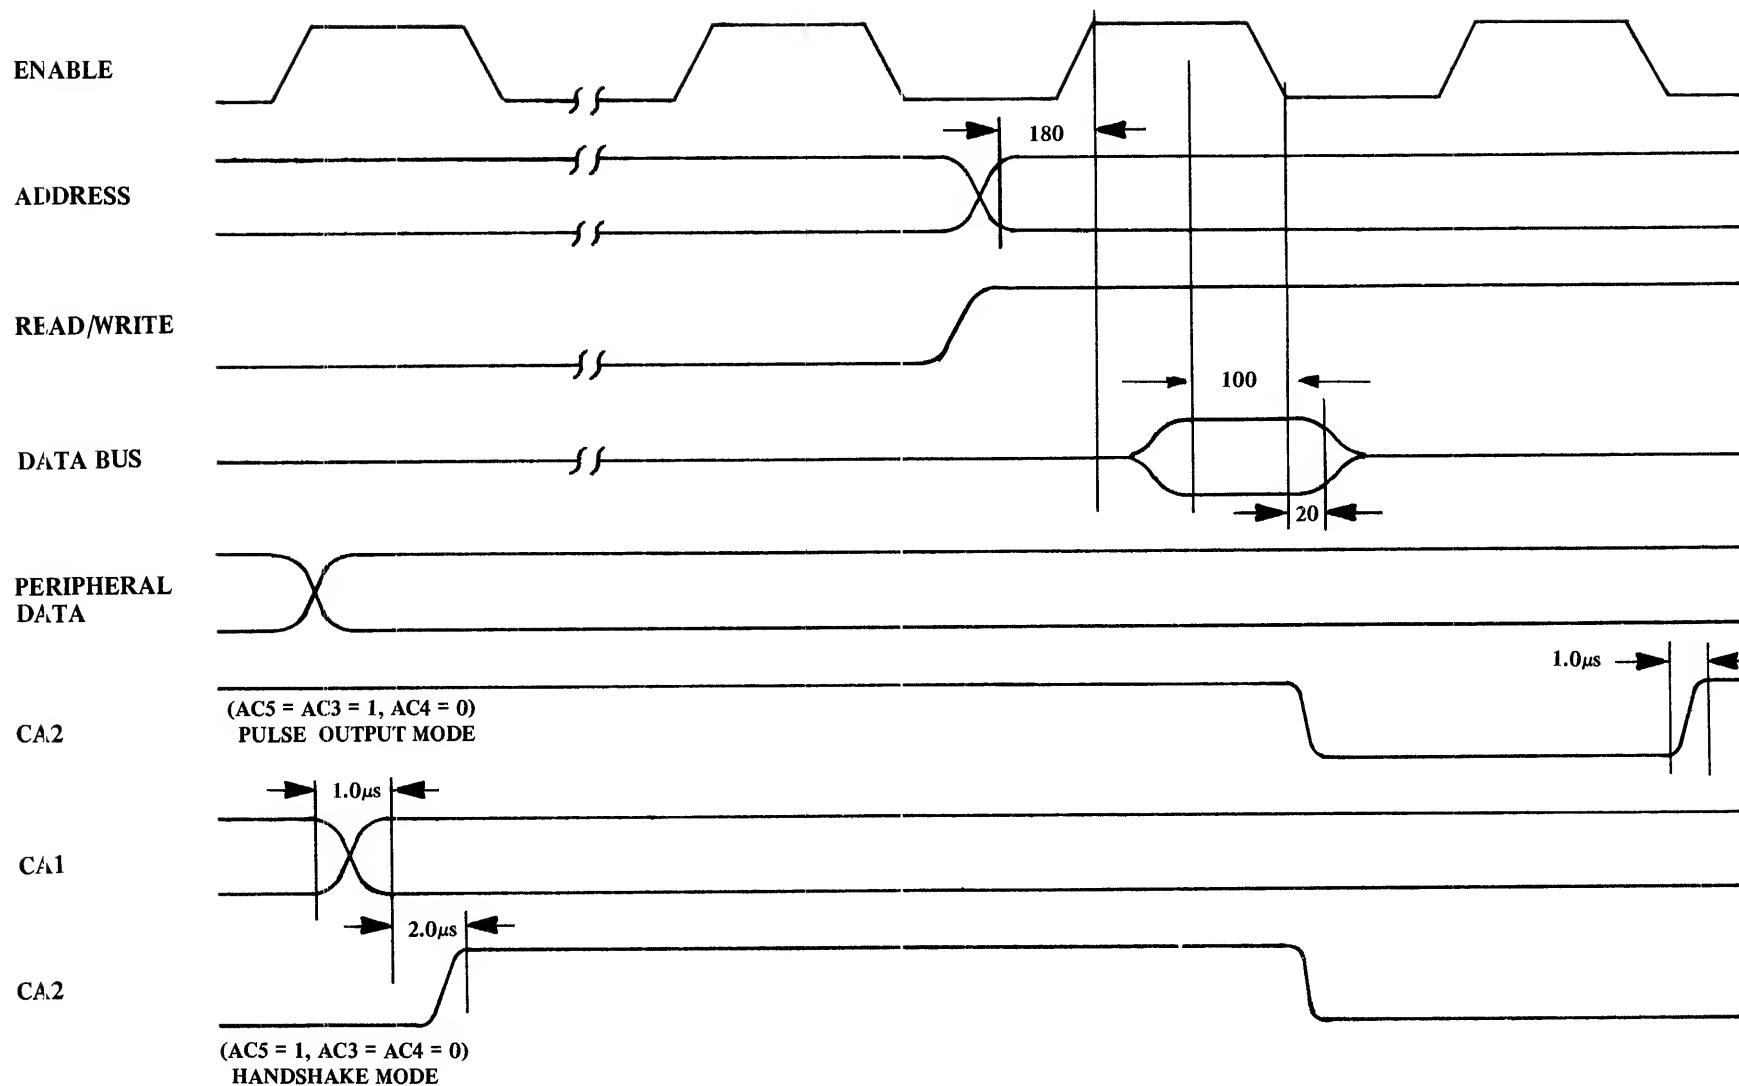 ENABLE
180
ADDRESS
READ/WRITE
100
DATA BUS
20
PERIPHERAL
DATA
1.0μs
(AC5 = AC3 = 1, AC4 = 0)
PULSE OUTPUT MODE
CA2
1.0μs
CA1
2.0μs
CA2
(AC5 = 1, AC3 = AC4 = 0)
HANDSHAKE MODE